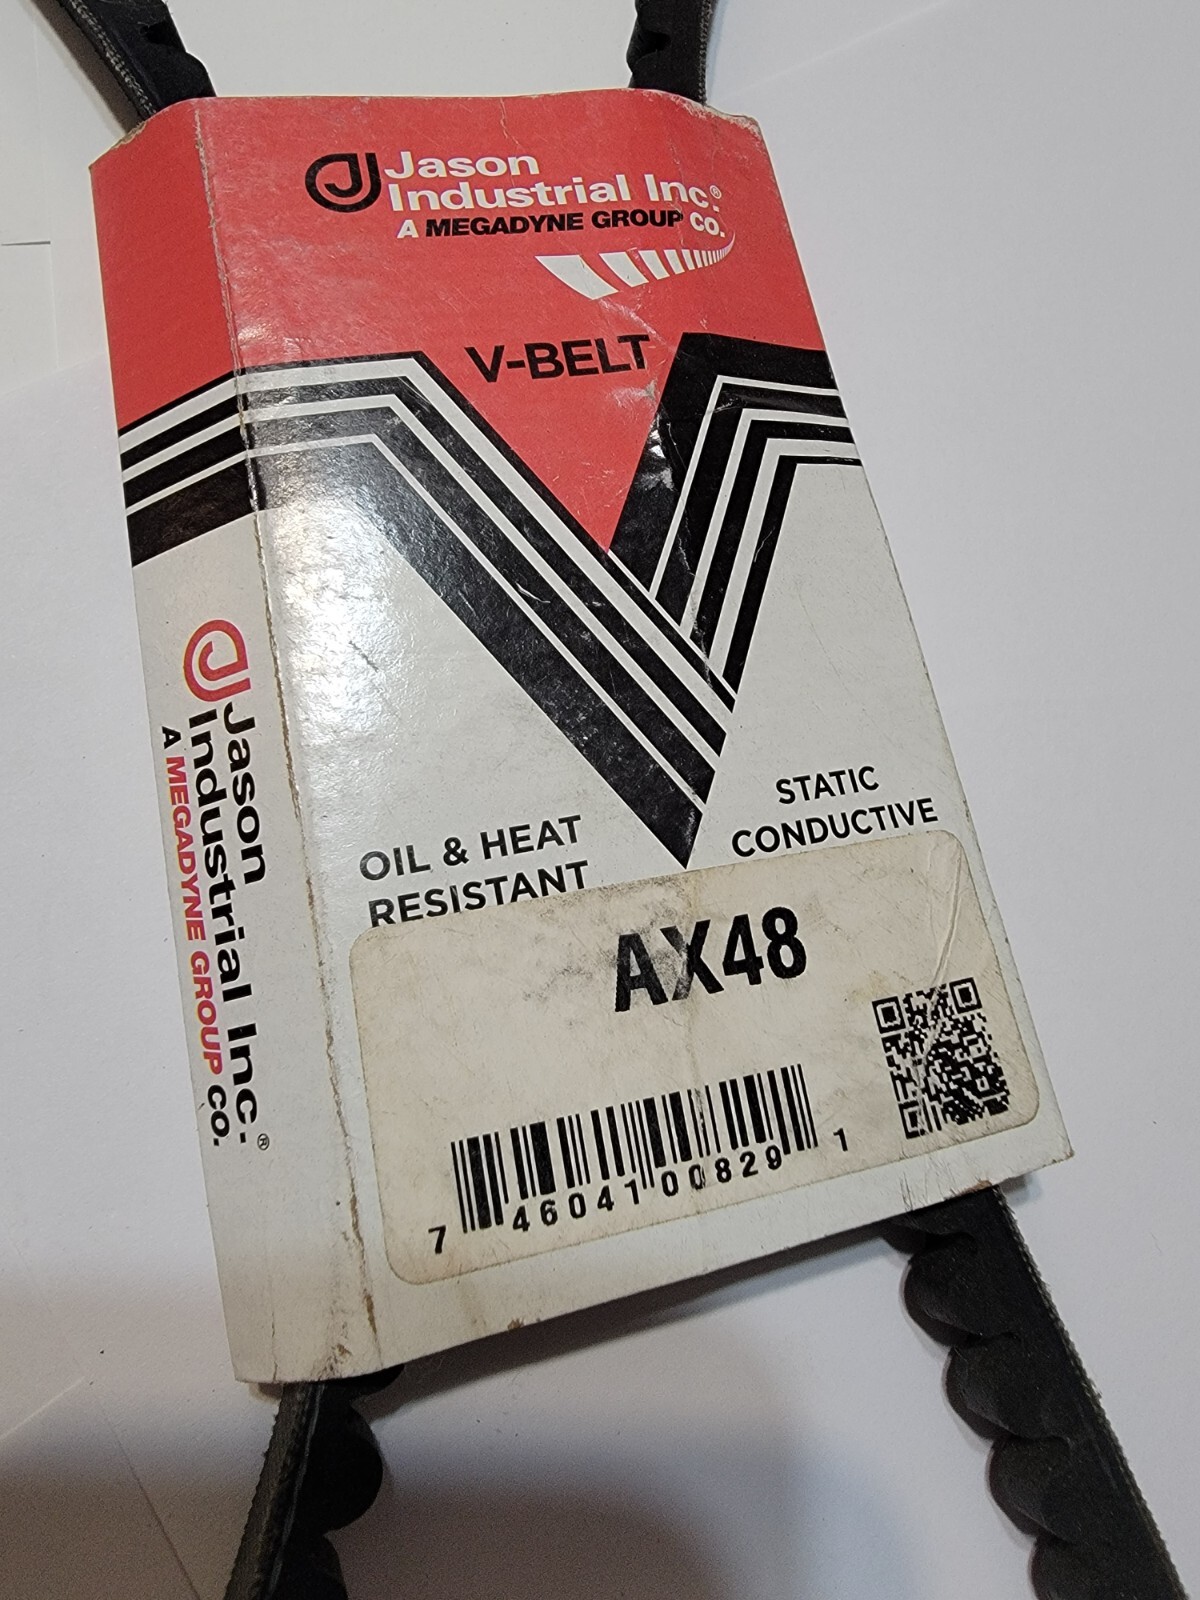 Jason
Industrial Inc.®
A MEGADYNE GROUP CO.
V-BELT
OIL & HEAT
RESISTANT
STATIC
CONDUCTIVE
AX48
7 46041 00829 1
Jason
Industrial Inc.®
A MEGADYNE GROUP CO.